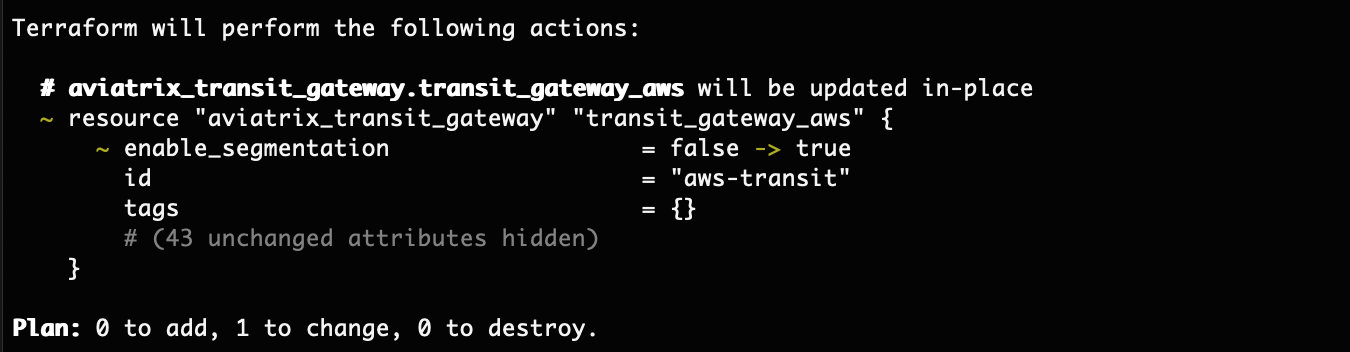 Terraform will perform the following actions:
# aviatrix_transit_gateway.transit_gateway_aws will be updated in-place
~ resource "aviatrix_transit_gateway" "transit_gateway_aws" {
~ enable_segmentation = false -> true
id = "aws-transit"
tags = {}
# (43 unchanged attributes hidden)
}
Plan: 0 to add, 1 to change, 0 to destroy.